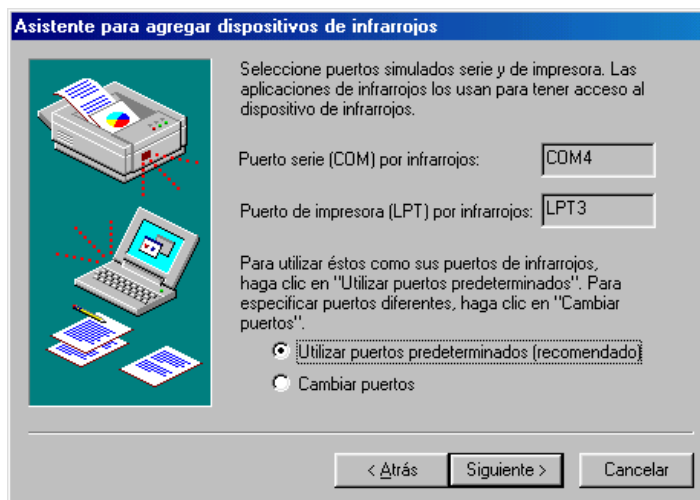 Asistente para agregar dispositivos de infrarrojos
Seleccione puertos simulados serie y de impresora. Las
aplicaciones de infrarrojos los usan para tener acceso al
dispositivo de infrarrojos.
Puerto serie (COM) por infrarrojos: COM4
Puerto de impresora (LPT) por infrarrojos: LPT3
Para utilizar éstos como sus puertos de infrarrojos,
haga clic en "Utilizar puertos predeterminados". Para
especificar puertos diferentes, haga clic en "Cambiar
puertos".
Utilizar puertos predeterminados (recomendado)
Cambiar puertos
< Atrás Siguiente > Cancelar